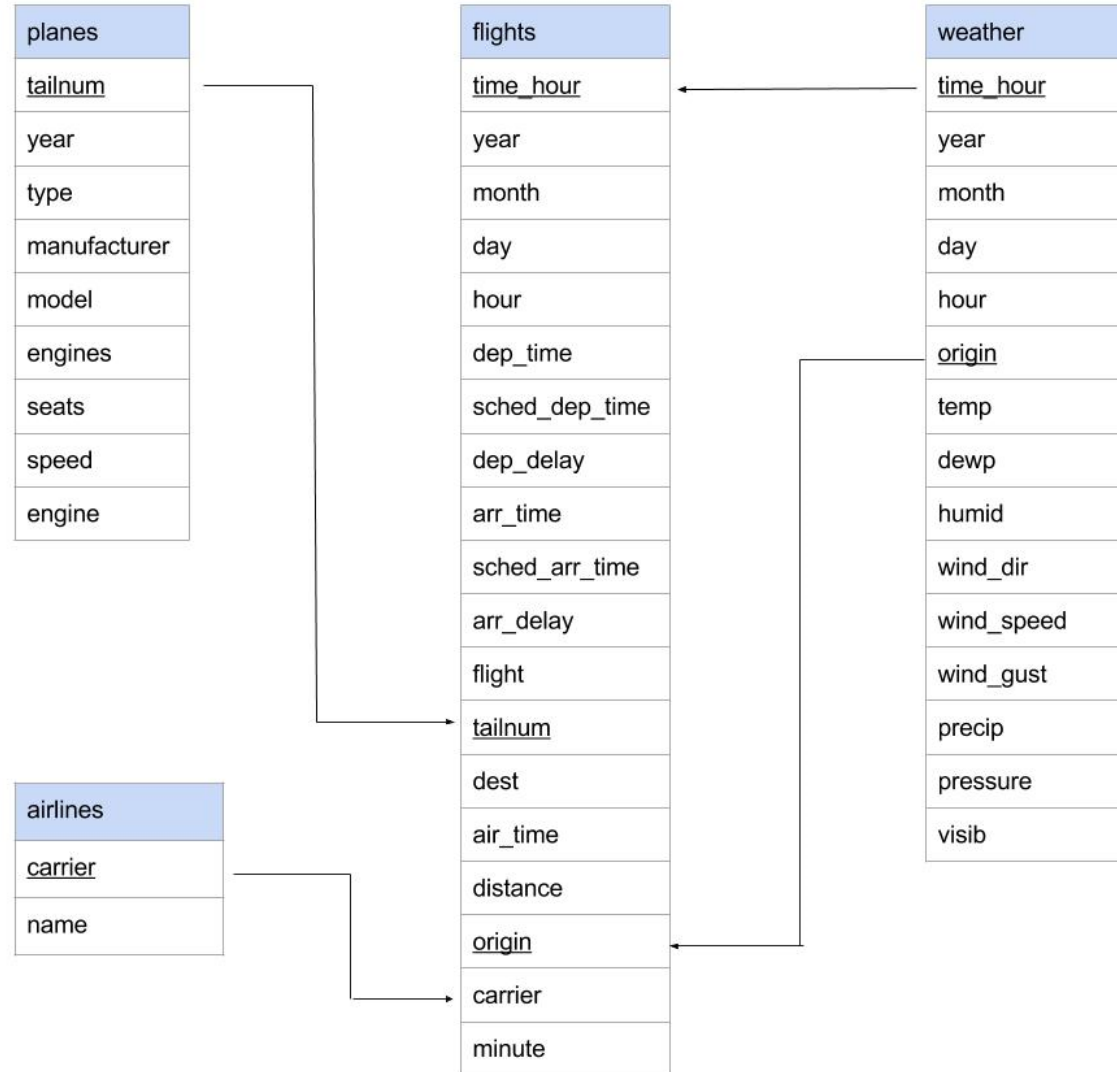 planes
tailnum
year
type
manufacturer
model
engines
seats
speed
engine
airlines
carrier
name
flights
time_hour
year
month
day
hour
dep_time
sched_dep_time
dep_delay
arr_time
sched_arr_time
arr_delay
flight
tailnum
dest
air_time
distance
origin
carrier
minute
weather
time_hour
year
month
day
hour
origin
temp
dewp
humid
wind_dir
wind_speed
wind_gust
precip
pressure
visib